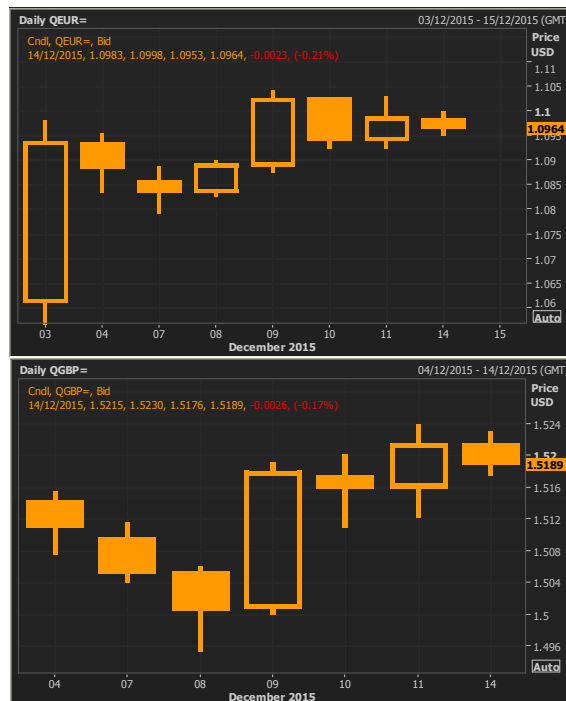 Daily QEUR= 03/12/2015 - 15/12/2015 (GMT)
Cndl, QEUR=, Bid
14/12/2015, 1.0983, 1.0998, 1.0953, 1.0964, -0.0023, (-0.21%)
Price
USD
1.11
1.105
1.1
1.0964
1.095
1.09
1.085
1.08
1.075
1.07
1.065
1.06
Auto
03 04 07 08 09 10 11 14 15
December 2015
Daily QGBP= 04/12/2015 - 14/12/2015 (GMT)
Cndl, QGBP=, Bid
14/12/2015, 1.5215, 1.5230, 1.5176, 1.5189, -0.0026, (-0.17%)
Price
USD
1.524
1.52
1.5189
1.516
1.512
1.508
1.504
1.5
1.496
Auto
04 07 08 09 10 11 14
December 2015